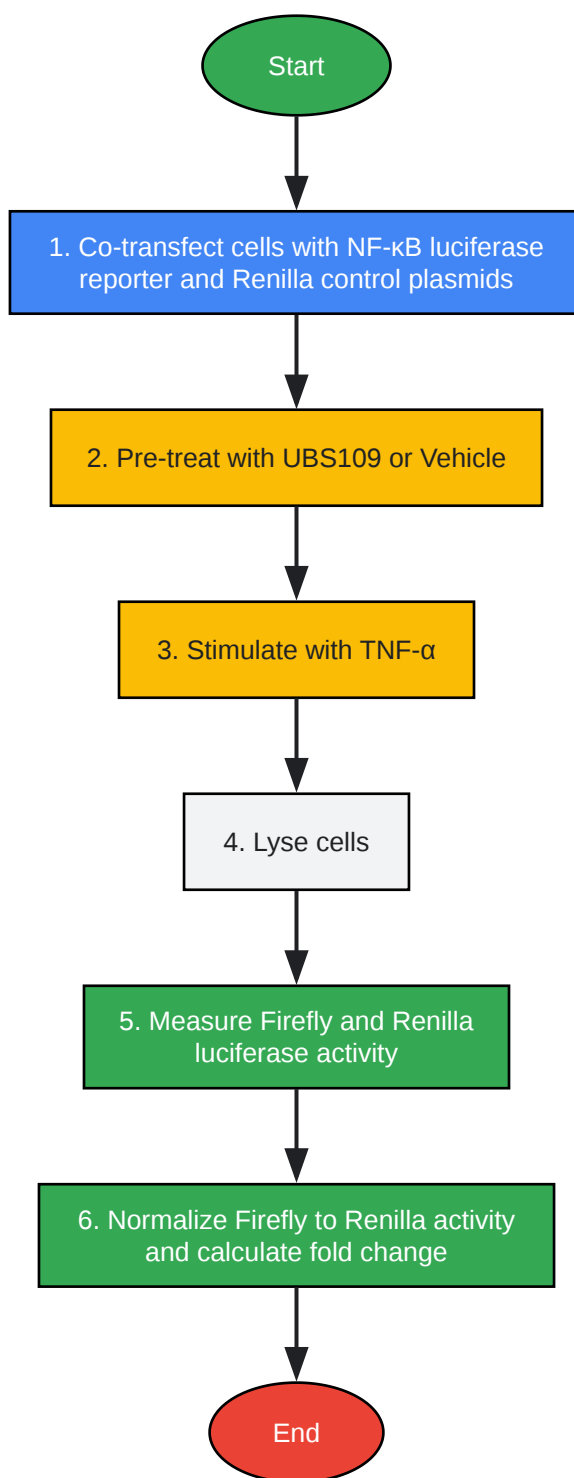 Start
1. Co-transfect cells with NF-κB luciferase
reporter and Renilla control plasmids
2. Pre-treat with UBS109 or Vehicle
3. Stimulate with TNF-α
4. Lyse cells
5. Measure Firefly and Renilla
luciferase activity
6. Normalize Firefly to Renilla activity
and calculate fold change
End